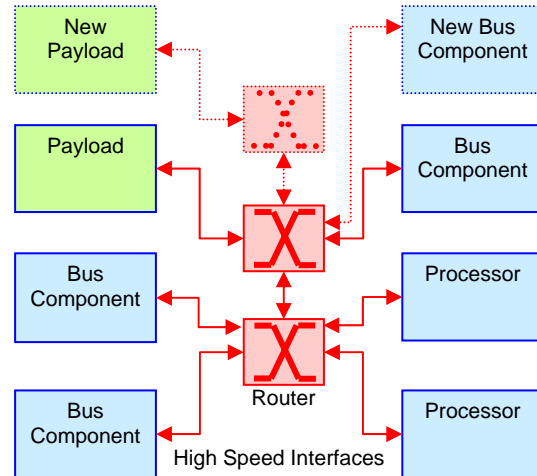 New
Payload
New Bus
Component
Payload
Bus
Component
Bus
Component
Processor
Router
Bus
Component
Processor
High Speed Interfaces